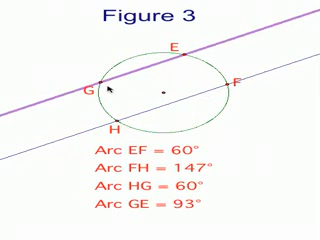 Figure 3
E
G
F
H
Arc EF = 60°
Arc FH = 147°
Arc HG = 60°
Arc GE = 93°